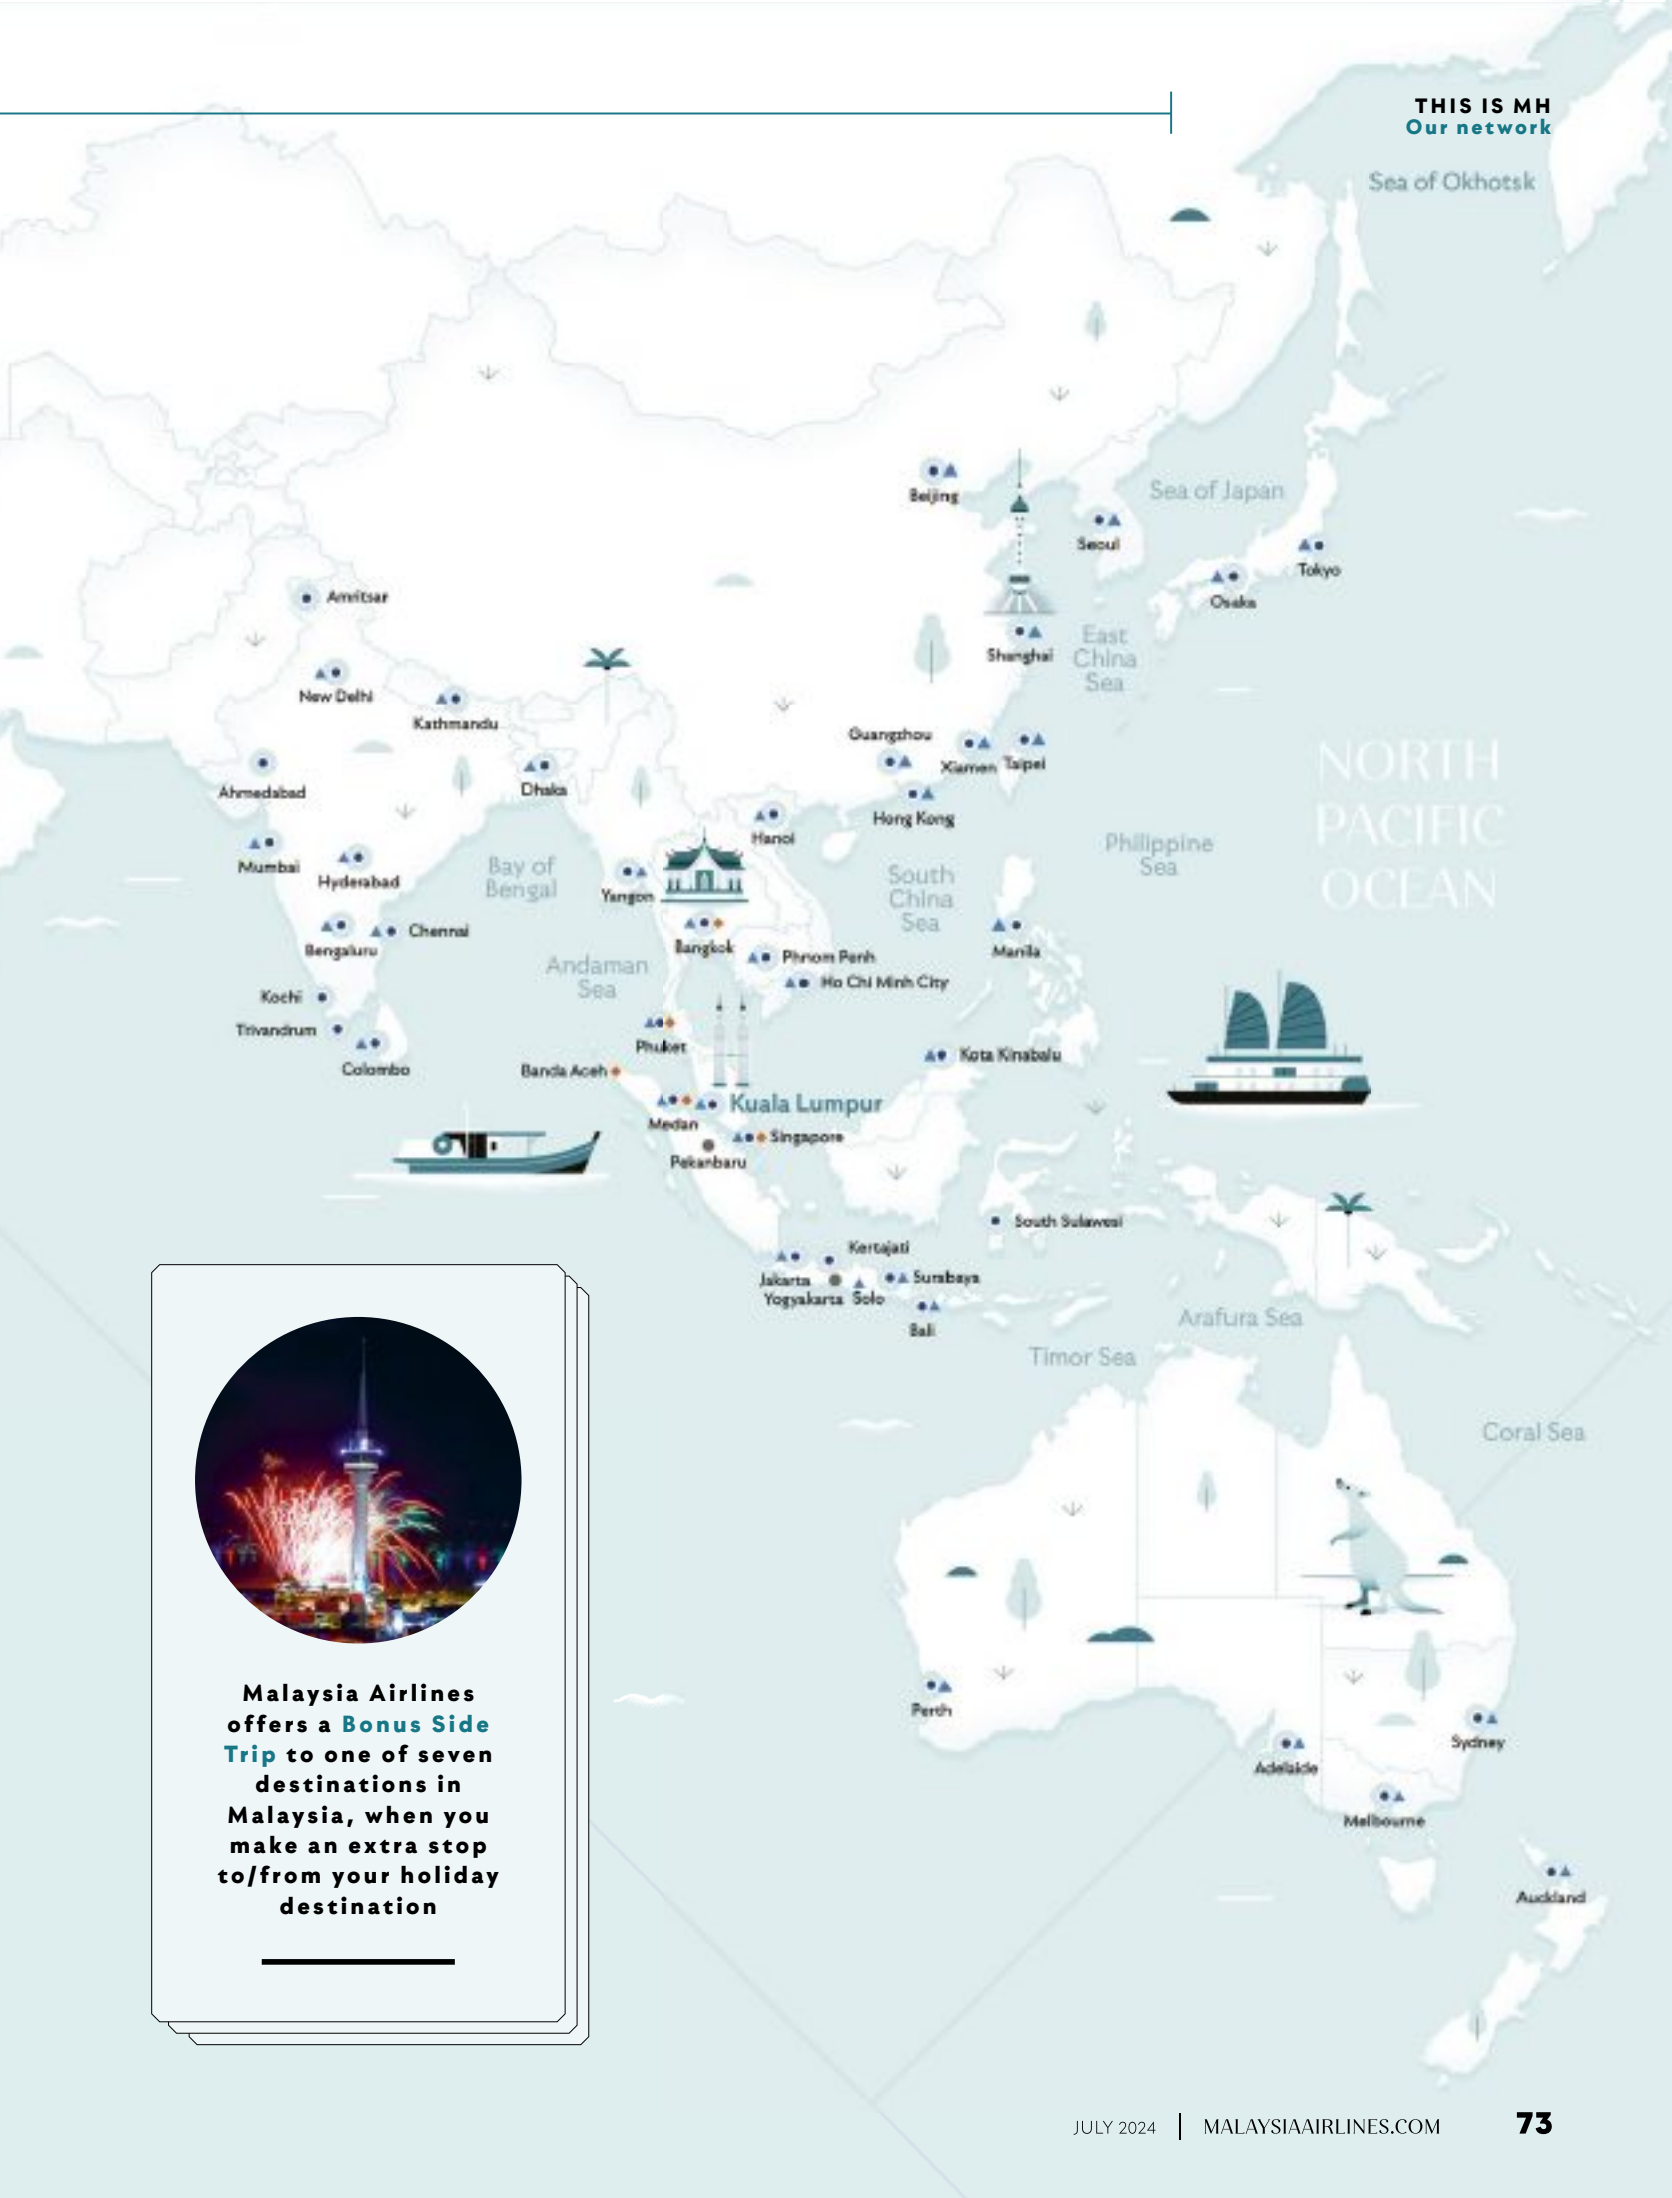 THIS IS MH
Our network
Sea of Okhotsk
Beijing
Sea of Japan
Seoul
Tokyo
Osaka
Amritsar
Shanghai
East
China
Sea
New Delhi
Kathmandu
Guangzhou
Xiamen
Taipei
Ahmedabad
Dhaka
Hong Kong
Hanoi
NORTH
PACIFIC
OCEAN
Mumbai
Hyderabad
Bay of
Bengal
Yangon
South
China
Sea
Philippine
Sea
Bengaluru
Chennai
Bangkok
Manila
Andaman
Sea
Phnom Penh
Ho Chi Minh City
Kochi
Trivandrum
Colombo
Phuket
Banda Aceh
Kota Kinabalu
Kuala Lumpur
Medan
Singapore
Pekanbaru
South Sulawesi
Kertajati
Jakarta
Surabaya
Yogyakarta
Solo
Bali
Arafura Sea
Timor Sea
Coral Sea
Perth
Sydney
Adelaide
Melbourne
Auckland
Malaysia Airlines
offers a Bonus Side
Trip to one of seven
destinations in
Malaysia, when you
make an extra stop
to/from your holiday
destination
JULY 2024 | MALAYSIAAIRLINES.COM 73